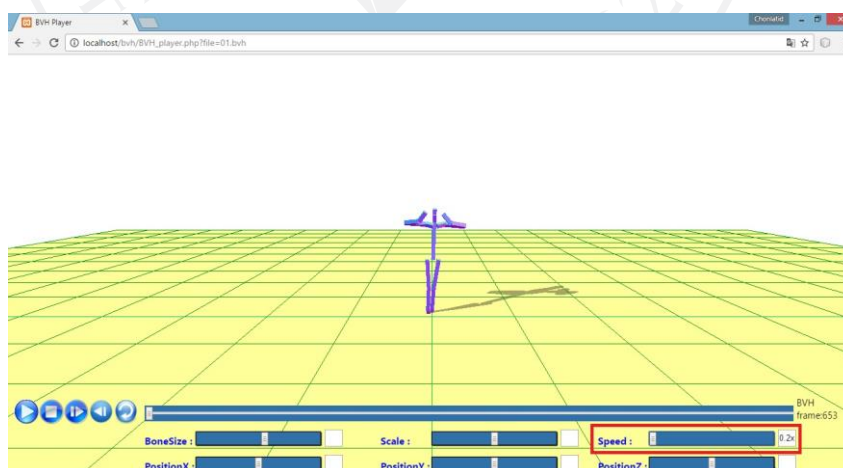 BVH Player
Chonlatid
localhost/bvh/BVH_player.php?file=01.bvh
BVH
frame:653
BoneSize :
Scale :
Speed :
0.2x
PositionX :
PositionY :
PositionZ :